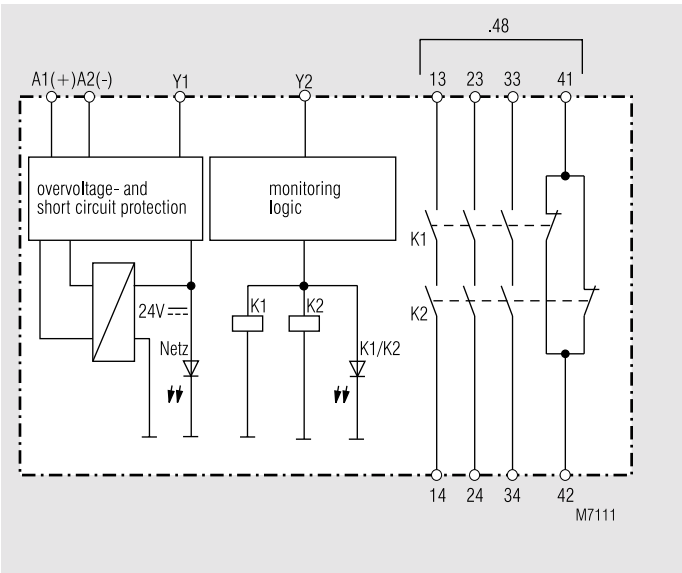 .48
A1(+) A2(-) Y1 Y2 13 23 33 41
overvoltage- and
short circuit protection
monitoring
logic
K1
K2
24V
K1 K2
Netz
K1/K2
14 24 34 42
M7111